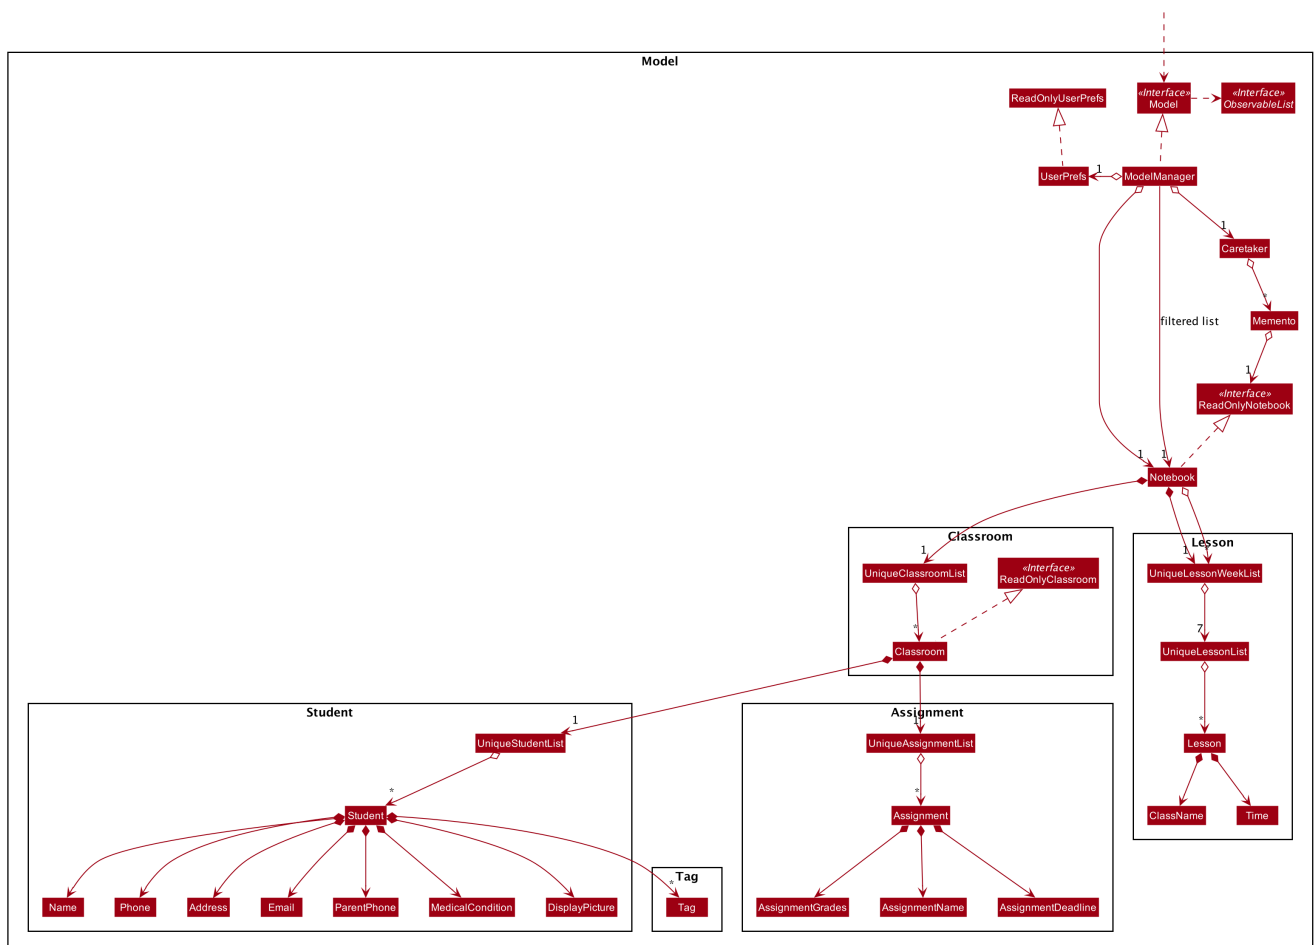 Model
ReadOnlyUserPrefs
«Interface»
Model
«Interface»
ObservableList
UserPrefs
1
ModelManager
1
Caretaker
*
Memento
filtered list
1
«Interface»
ReadOnlyNotebook
1
1
Notebook
Classroom
1
UniqueClassroomList
«Interface»
ReadOnlyClassroom
*
Classroom
Lesson
1
*
UniqueLessonWeekList
7
UniqueLessonList
*
Lesson
ClassName
Time
Student
1
UniqueStudentList
*
Student
Name
Phone
Address
Email
ParentPhone
MedicalCondition
DisplayPicture
Tag
*
Tag
Assignment
1
UniqueAssignmentList
*
Assignment
AssignmentGrades
AssignmentName
AssignmentDeadline